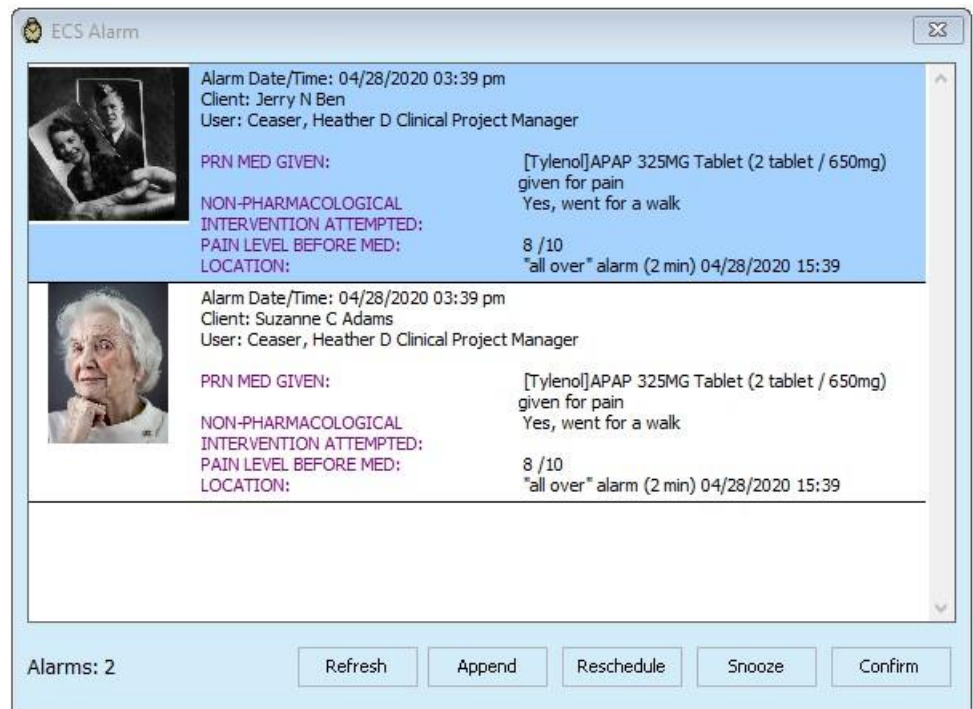 ECS Alarm
Alarm Date/Time: 04/28/2020 03:39 pm
Client: Jerry N Ben
User: Ceaser, Heather D Clinical Project Manager
PRN MED GIVEN: [Tylenol]APAP 325MG Tablet (2 tablet / 650mg)
given for pain
NON-PHARMACOLOGICAL Yes, went for a walk
INTERVENTION ATTEMPTED:
PAIN LEVEL BEFORE MED: 8 /10
LOCATION: "all over" alarm (2 min) 04/28/2020 15:39
Alarm Date/Time: 04/28/2020 03:39 pm
Client: Suzanne C Adams
User: Ceaser, Heather D Clinical Project Manager
PRN MED GIVEN: [Tylenol]APAP 325MG Tablet (2 tablet / 650mg)
given for pain
NON-PHARMACOLOGICAL Yes, went for a walk
INTERVENTION ATTEMPTED:
PAIN LEVEL BEFORE MED: 8 /10
LOCATION: "all over" alarm (2 min) 04/28/2020 15:39
Alarms: 2 Refresh Append Reschedule Snooze Confirm